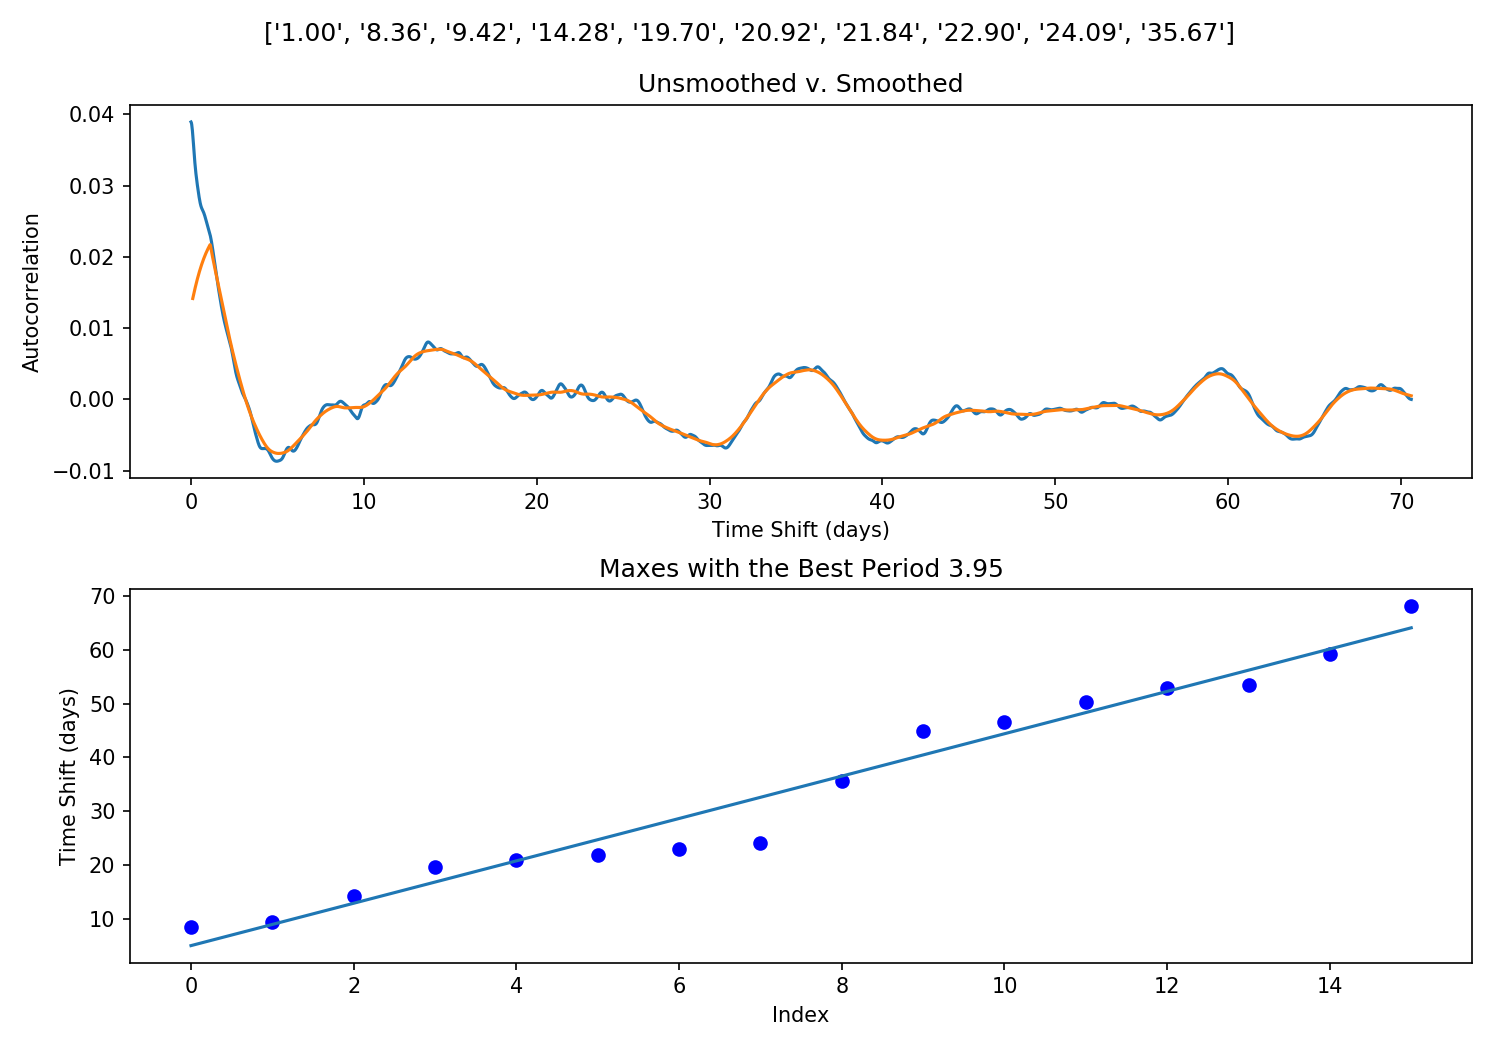 ['1.00', '8.36', '9.42', '14.28', '19.70', '20.92', '21.84', '22.90', '24.09', '35.67']
Unsmoothed v. Smoothed
0.04
0.03
0.02
0.01
0.00
−0.01
Autocorrelation
0 10 20 30 40 50 60 70
Time Shift (days)
Maxes with the Best Period 3.95
70
60
50
40
30
20
10
Time Shift (days)
0 2 4 6 8 10 12 14
Index